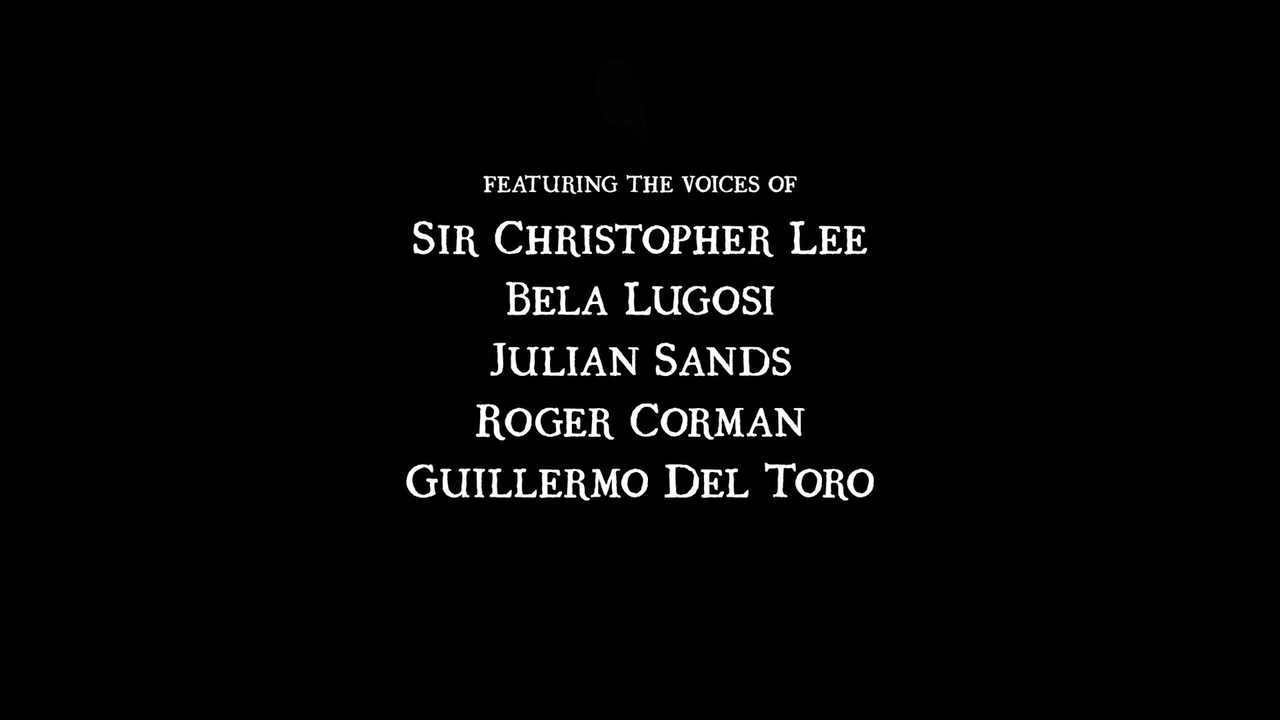 FEATURING THE VOICES OF
SIR CHRISTOPHER LEE
BELA LUGOSI
JULIAN SANDS
ROGER CORMAN
GUILLERMO DEL TORO